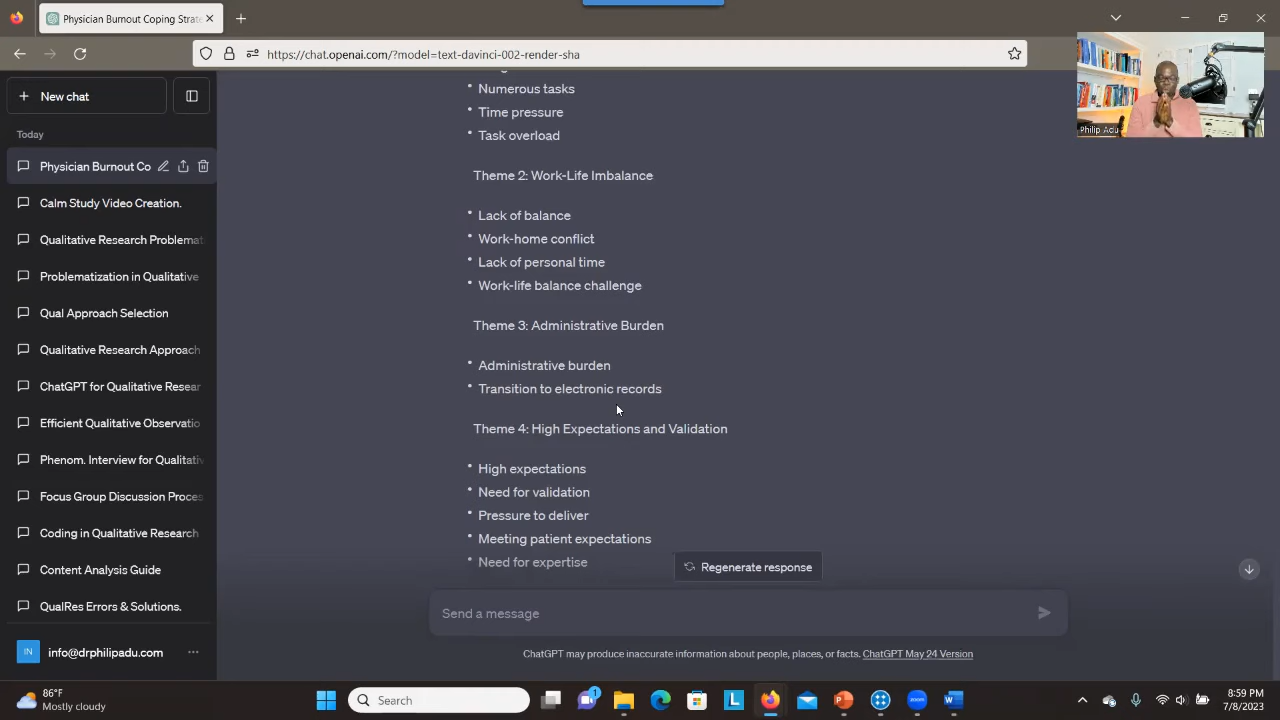 Physician Burnout Coping Strate
https://chat.openai.com/?model=text-davinci-002-render-sha
New chat
Today
Physician Burnout Co
Calm Study Video Creation.
Qualitative Research Problemat
Problematization in Qualitative
Qual Approach Selection
Qualitative Research Approach
ChatGPT for Qualitative Resear
Efficient Qualitative Observatio
Phenom. Interview for Qualitativ
Focus Group Discussion Proces
Coding in Qualitative Research
Content Analysis Guide
QualRes Errors & Solutions.
IN info@drphilipadu.com
Numerous tasks
Time pressure
Task overload
Theme 2: Work-Life Imbalance
Lack of balance
Work-home conflict
Lack of personal time
Work-life balance challenge
Theme 3: Administrative Burden
Administrative burden
Transition to electronic records
Theme 4: High Expectations and Validation
High expectations
Need for validation
Pressure to deliver
Meeting patient expectations
Need for expertise
Regenerate response
Send a message
ChatGPT may produce inaccurate information about people, places, or facts. ChatGPT May 24 Version
Philip Adu
86°F
Mostly cloudy
Search
1
L
zoom
8:59 PM
7/8/2023